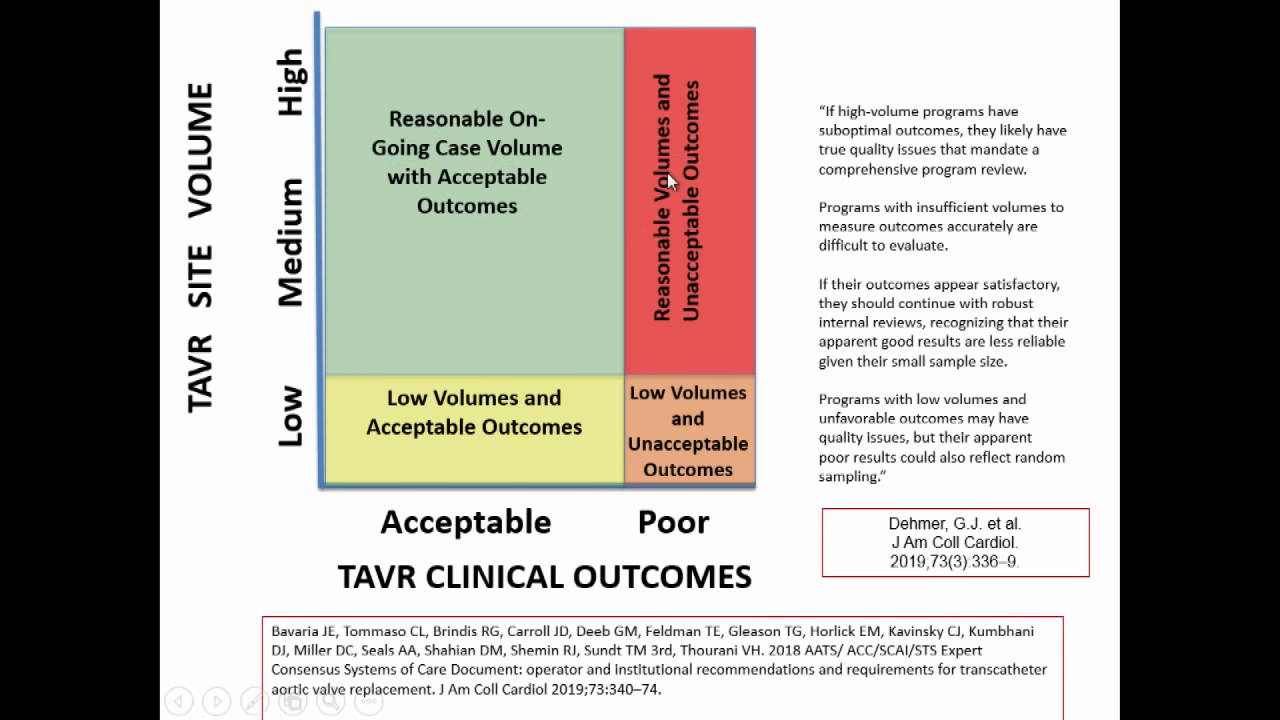 TAVR SITE VOLUME
High
Medium
Low
Reasonable On-
Going Case Volume
with Acceptable
Outcomes
Reasonable Volumes and
Unacceptable Outcomes
Low Volumes and
Acceptable Outcomes
Low Volumes
and
Unacceptable
Outcomes
Acceptable
Poor
TAVR CLINICAL OUTCOMES
“If high-volume programs have
suboptimal outcomes, they likely have
true quality issues that mandate a
comprehensive program review.
Programs with insufficient volumes to
measure outcomes accurately are
difficult to evaluate.
If their outcomes appear satisfactory,
they should continue with robust
internal reviews, recognizing that their
apparent good results are less reliable
given their small sample size.
Programs with low volumes and
unfavorable outcomes may have
quality issues, but their apparent
poor results could also reflect random
sampling.”
Dehmer, G.J. et al.
J Am Coll Cardiol.
2019;73(3):336–9.
Bavaria JE, Tommaso CL, Brindis RG, Carroll JD, Deeb GM, Feldman TE, Gleason TG, Horlick EM, Kavinsky CJ, Kumbhani
DJ, Miller DC, Seals AA, Shahian DM, Shemin RJ, Sundt TM 3rd, Thourani VH. 2018 AATS/ ACC/SCAI/STS Expert
Consensus Systems of Care Document: operator and institutional recommendations and requirements for transcatheter
aortic valve replacement. J Am Coll Cardiol 2019;73:340–74.